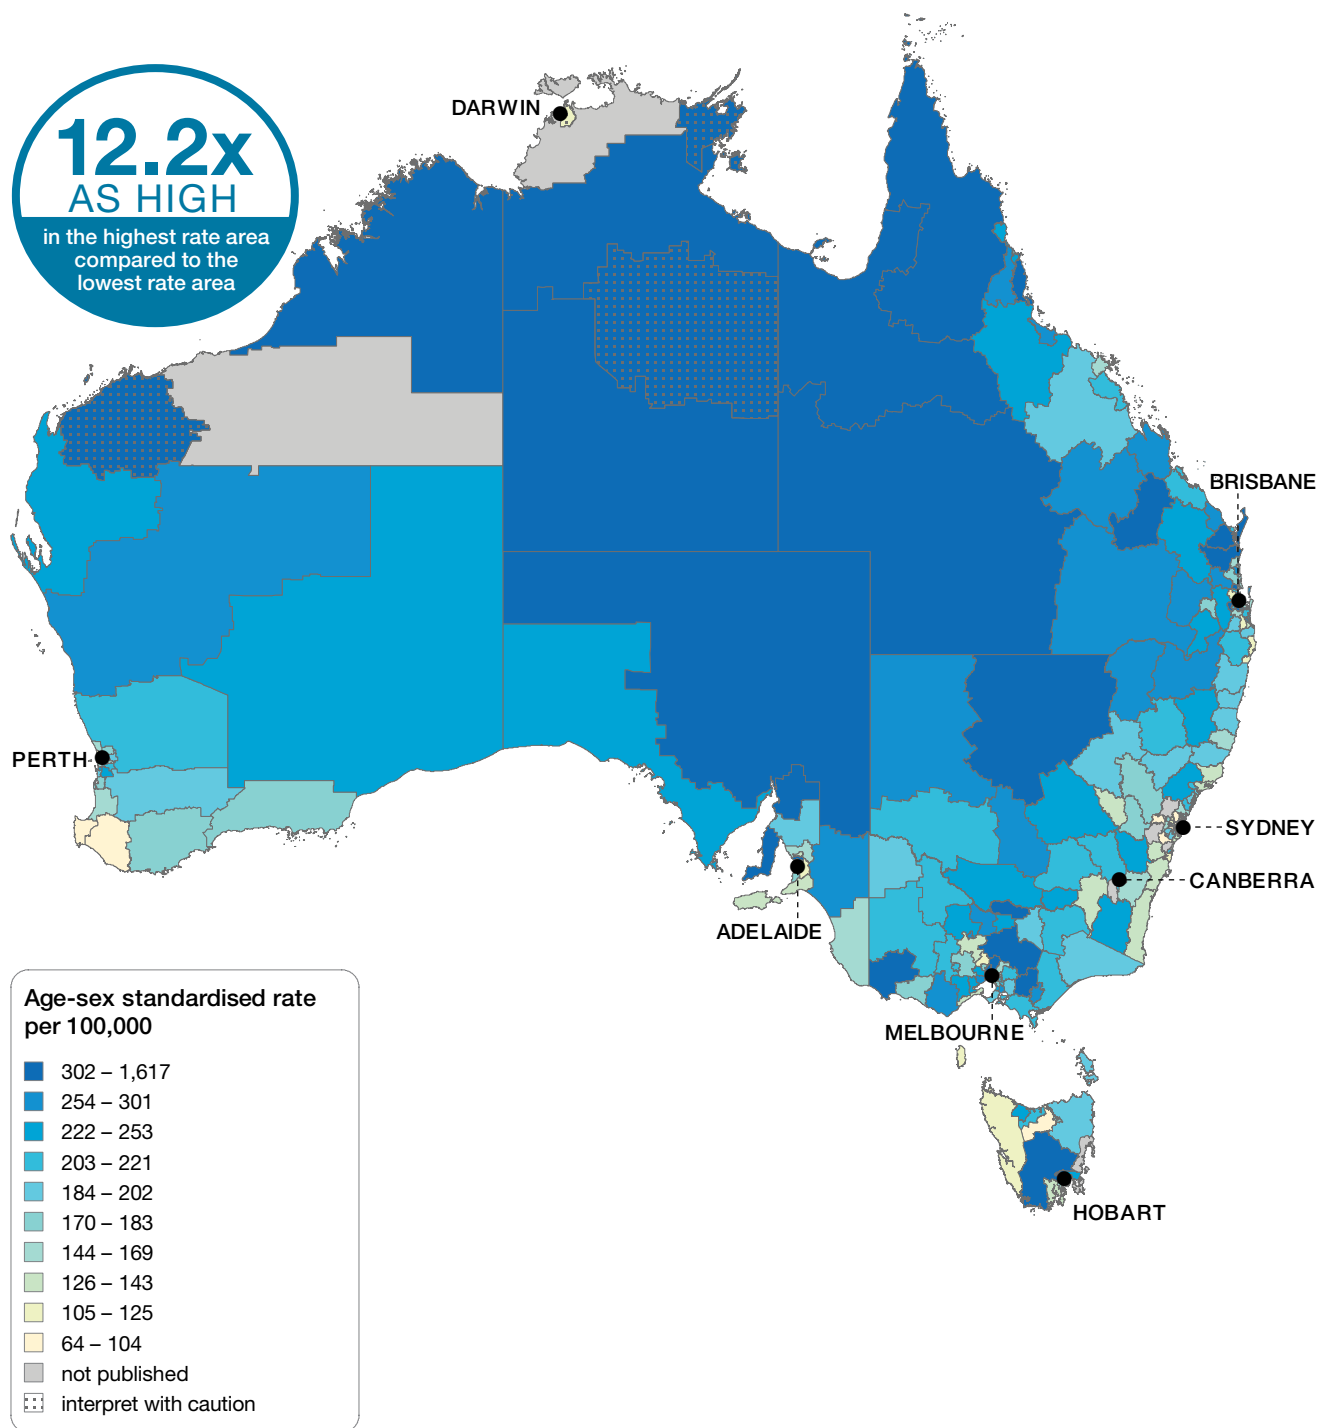 12.2x
AS HIGH
in the highest rate area
compared to the
lowest rate area
DARWIN
BRISBANE
PERTH
SYDNEY
CANBERRA
ADELAIDE
MELBOURNE
HOBART
Age-sex standardised rate
per 100,000
302 – 1,617
254 – 301
222 – 253
203 – 221
184 – 202
170 – 183
144 – 169
126 – 143
105 – 125
64 – 104
not published
interpret with caution